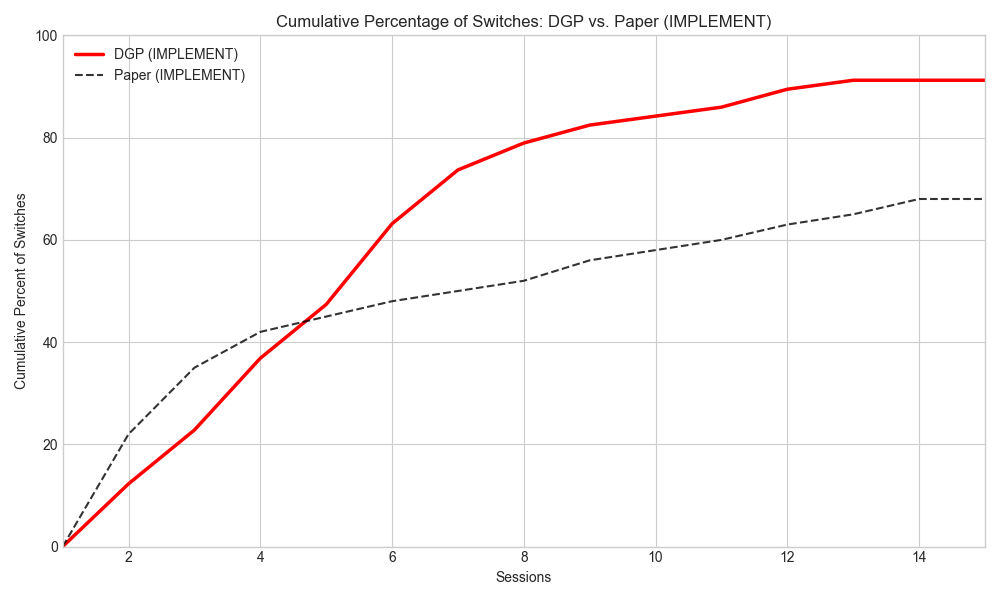 Cumulative Percentage of Switches: DGP vs. Paper (IMPLEMENT)
DGP (IMPLEMENT)
Paper (IMPLEMENT)
Cumulative Percent of Switches
100
80
60
40
20
0
2 4 6 8 10 12 14
Sessions